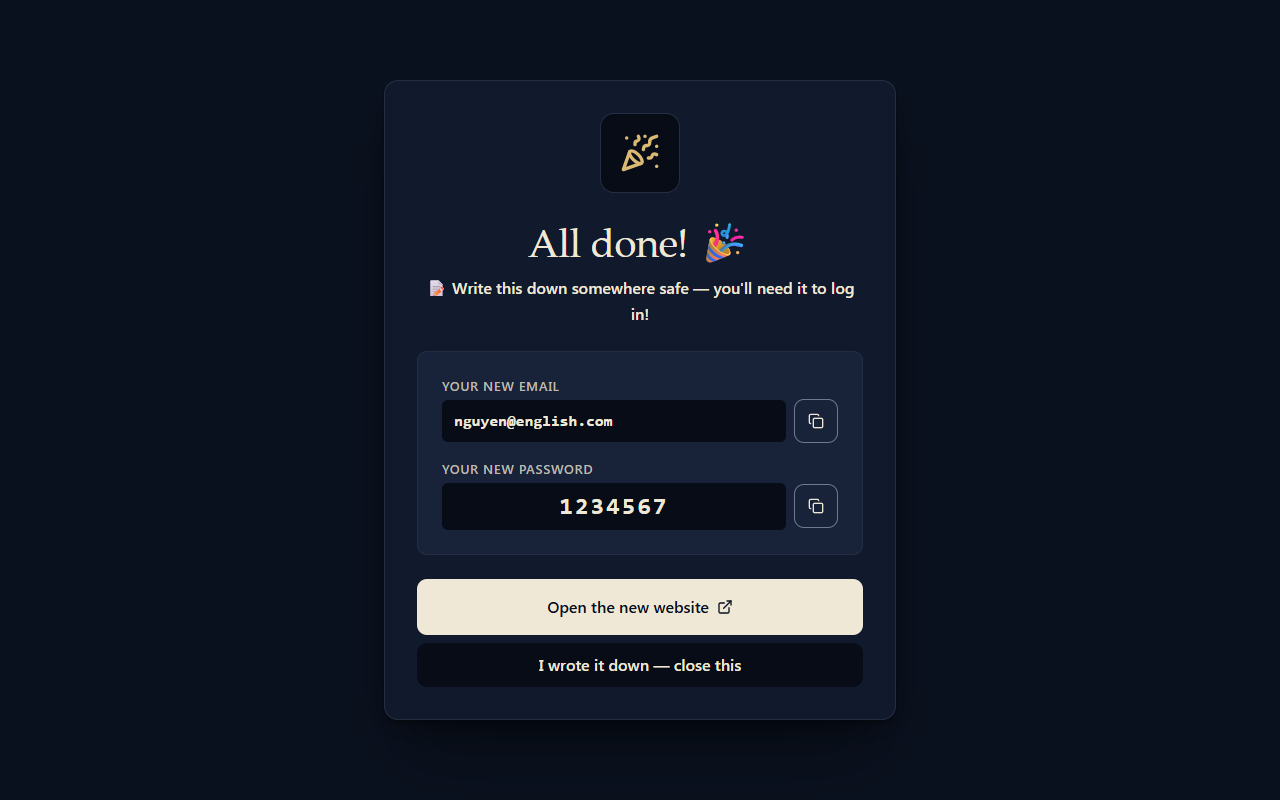 All done! 🎉
📝 Write this down somewhere safe — you'll need it to log
in!
YOUR NEW EMAIL
nguyen@english.com
YOUR NEW PASSWORD
1234567
Open the new website
I wrote it down — close this